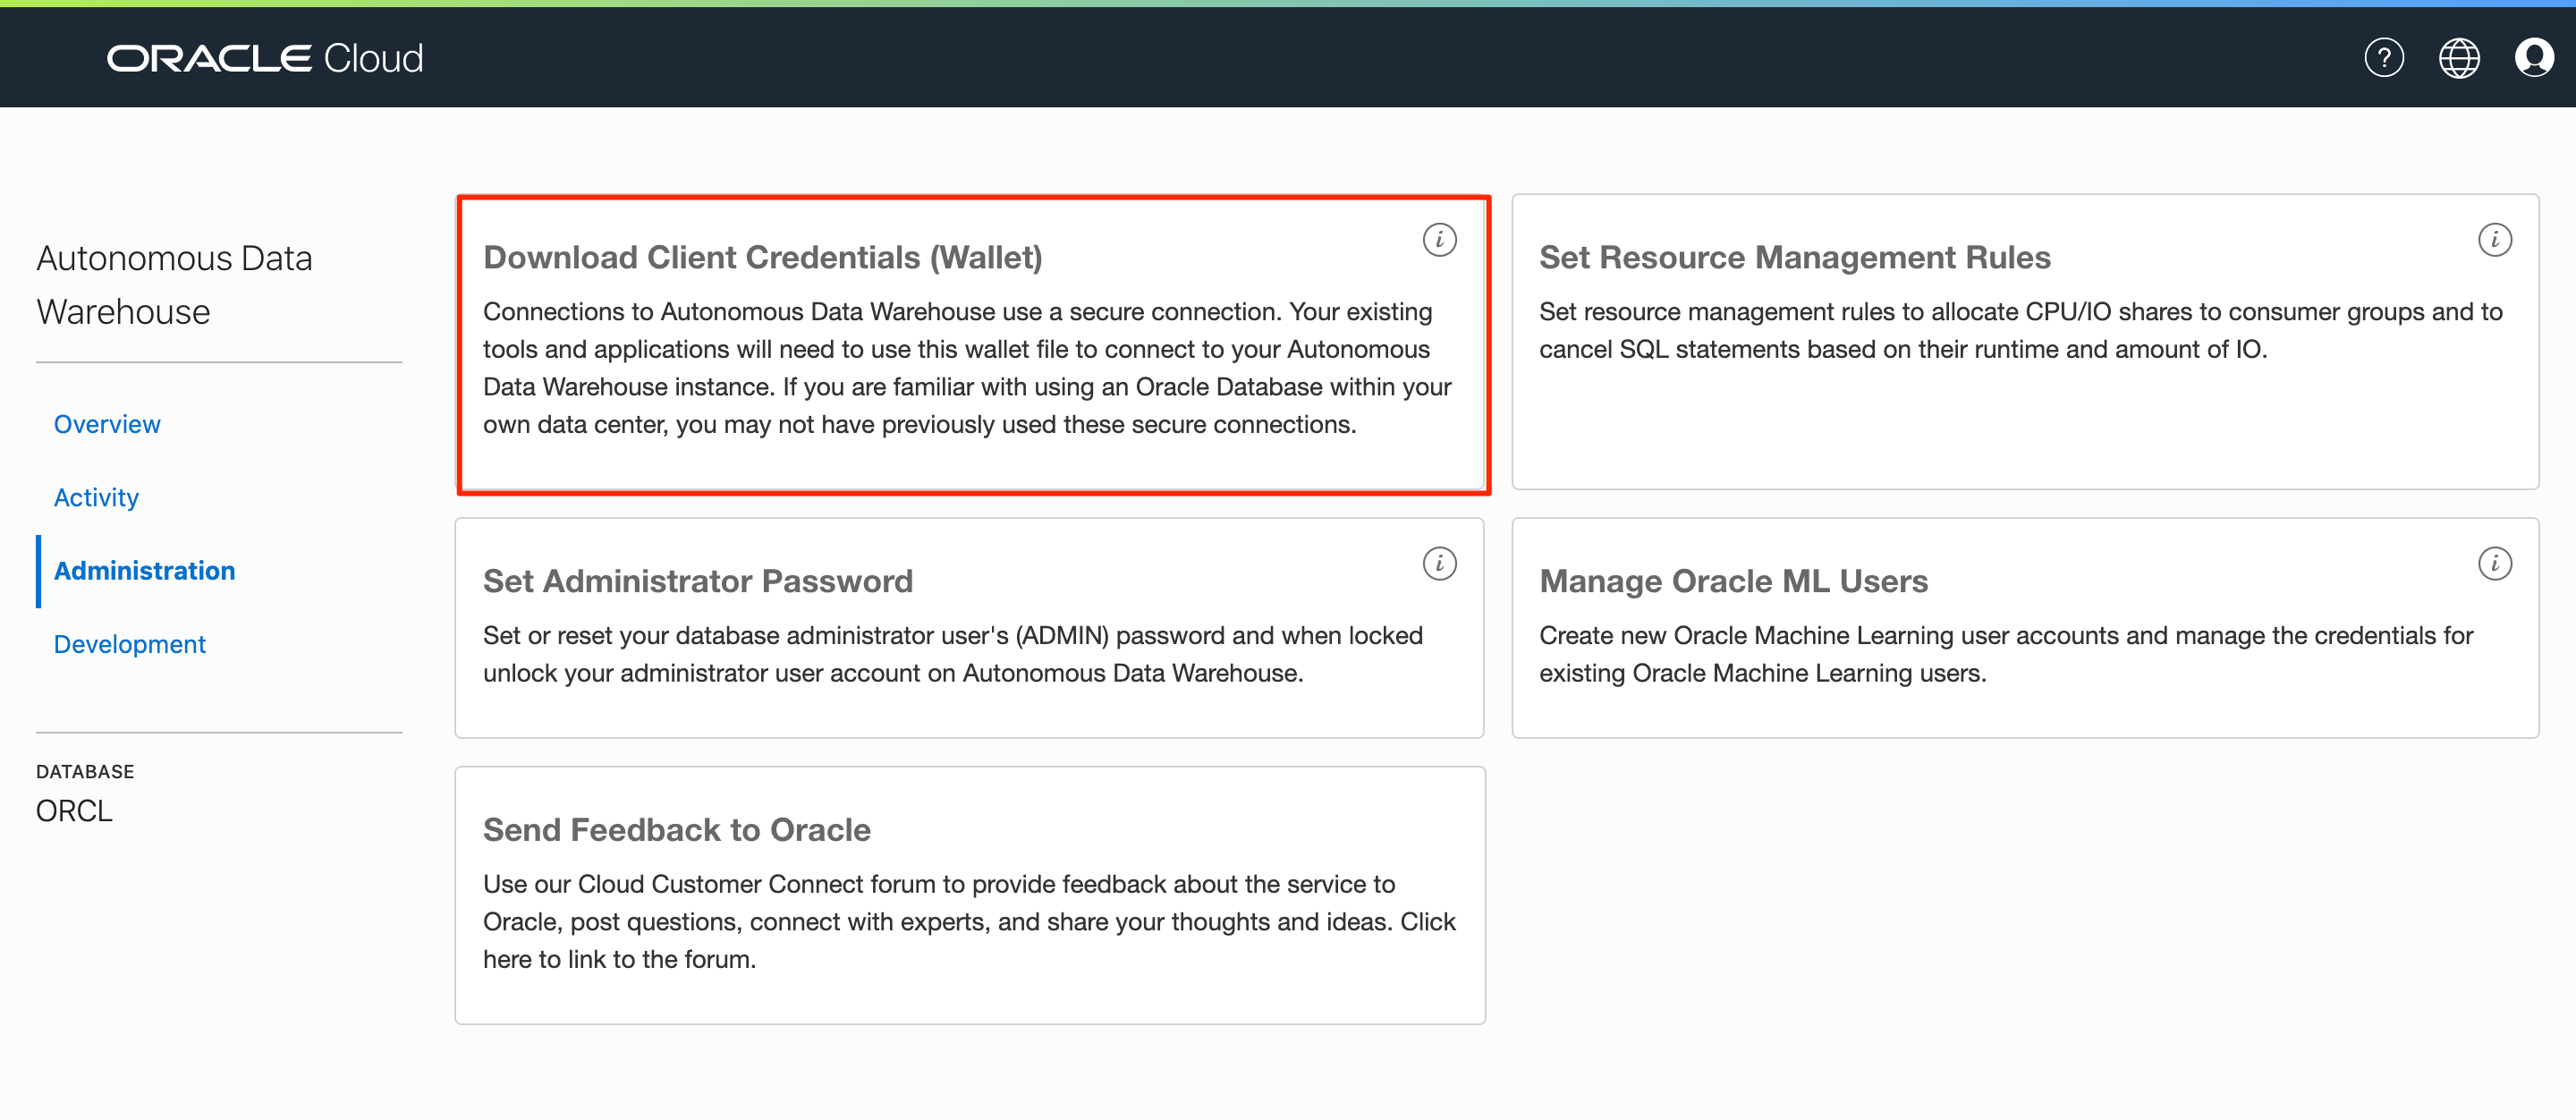 ORACLE Cloud
?
Autonomous Data
Warehouse
Overview
Activity
Administration
Development
DATABASE
ORCL
Download Client Credentials (Wallet)
i
Connections to Autonomous Data Warehouse use a secure connection. Your existing
tools and applications will need to use this wallet file to connect to your Autonomous
Data Warehouse instance. If you are familiar with using an Oracle Database within your
own data center, you may not have previously used these secure connections.
Set Resource Management Rules
i
Set resource management rules to allocate CPU/IO shares to consumer groups and to
cancel SQL statements based on their runtime and amount of IO.
Set Administrator Password
i
Set or reset your database administrator user's (ADMIN) password and when locked
unlock your administrator user account on Autonomous Data Warehouse.
Manage Oracle ML Users
i
Create new Oracle Machine Learning user accounts and manage the credentials for
existing Oracle Machine Learning users.
Send Feedback to Oracle
Use our Cloud Customer Connect forum to provide feedback about the service to
Oracle, post questions, connect with experts, and share your thoughts and ideas. Click
here to link to the forum.